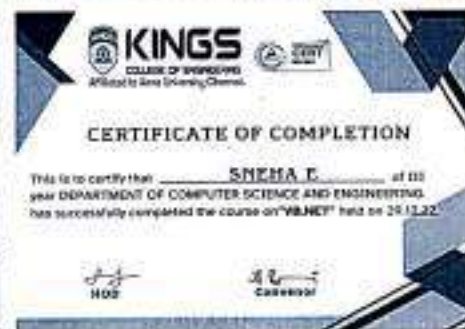 KINGS
COLLEGE OF ENGINEERING
Affiliated to Anna University, Chennai.
CERTIFICATE OF COMPLETION
This is to certify that SNEHA E of III
year DEPARTMENT OF COMPUTER SCIENCE AND ENGINEERING
has successfully completed the course on "VB.NET" held on 29.12.22
HOD
Convenor